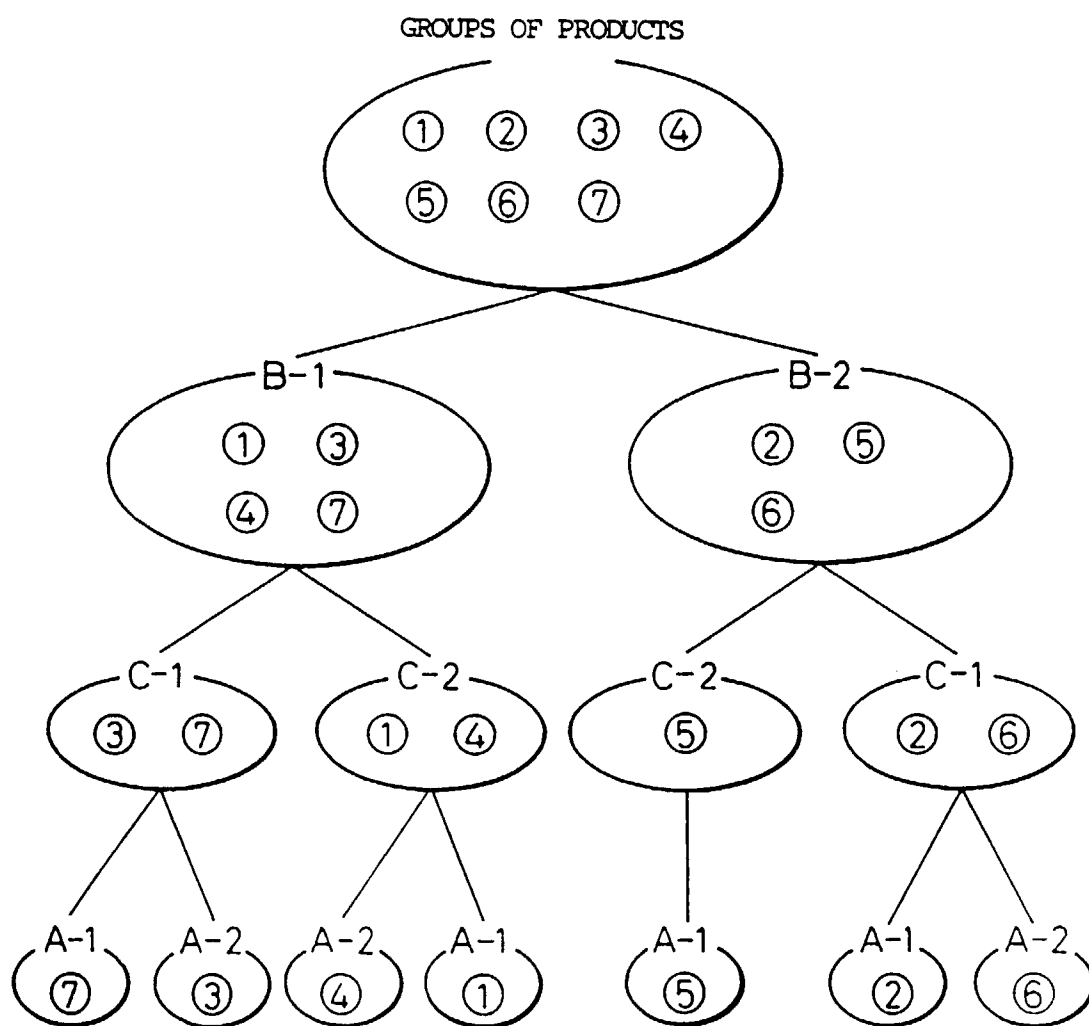 GROUPS OF PRODUCTS
① ② ③ ④
⑤ ⑥ ⑦
B-1 B-2
① ③ ② ⑤
④ ⑦ ⑥
C-1 C-2 C-2 C-1
③ ⑦ ① ④ ⑤ ② ⑥
A-1 A-2 A-2 A-1 A-1 A-1 A-2
⑦ ③ ④ ① ⑤ ② ⑥